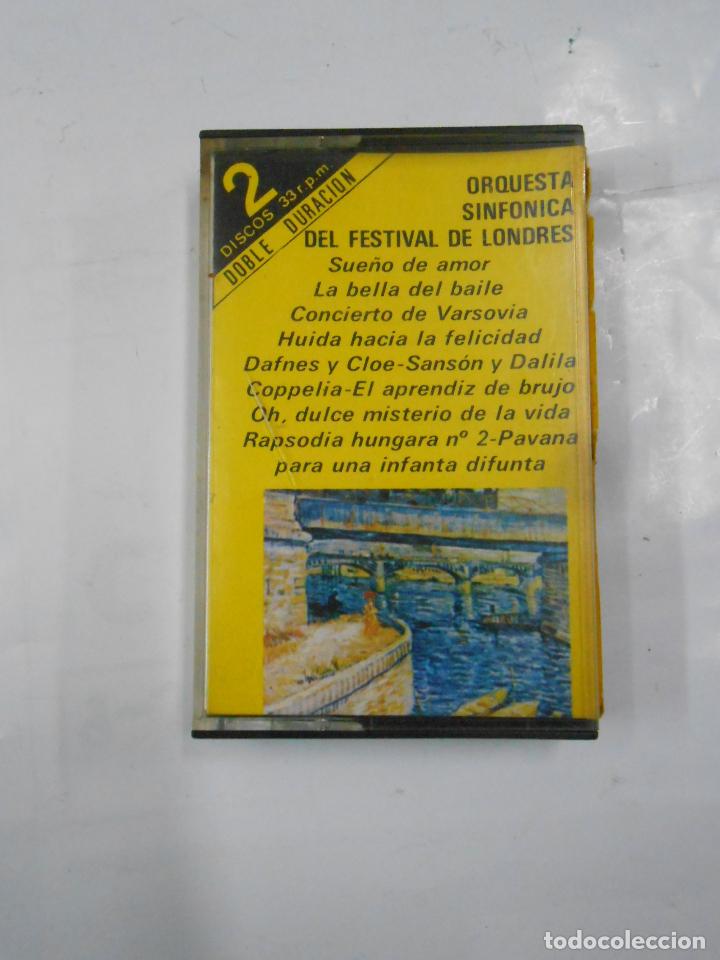 2
DISCOS 33 r.p.m.
DOBLE DURACION
ORQUESTA
SINFONICA
DEL FESTIVAL DE LONDRES
Sueño de amor
La bella del baile
Concierto de Varsovia
Huida hacia la felicidad
Dafnes y Cloe-Sansón y Dalila
Coppelia-El aprendiz de brujo
Oh, dulce misterio de la vida
Rapsodia hungara nº 2-Pavana
para una infanta difunta
todocoleccion